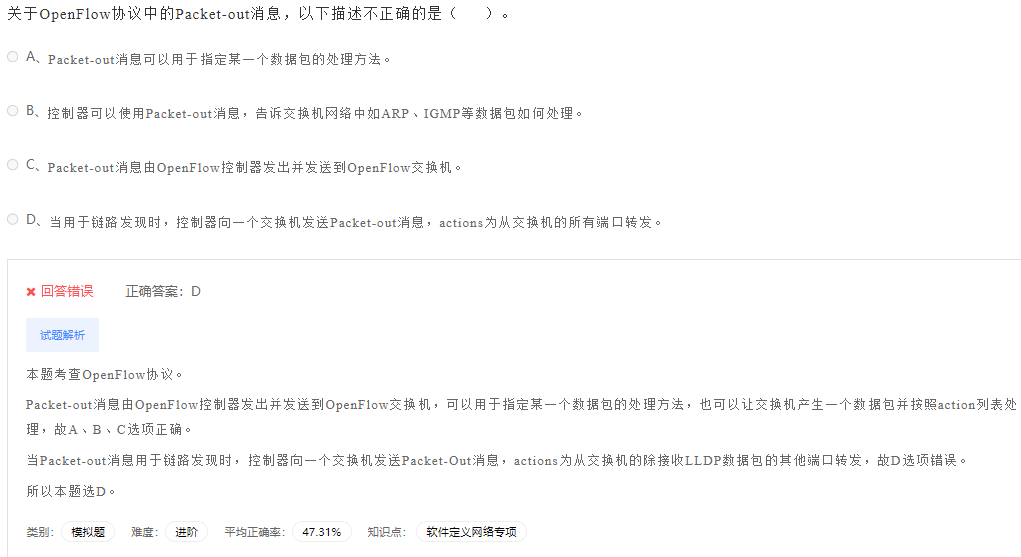 关于OpenFlow协议中的Packet-out消息，以下描述不正确的是（　　）。
A、Packet-out消息可以用于指定某一个数据包的处理方法。
B、控制器可以使用Packet-out消息，告诉交换机网络中如ARP、IGMP等数据包如何处理。
C、Packet-out消息由OpenFlow控制器发出并发送到OpenFlow交换机。
D、当用于链路发现时，控制器向一个交换机发送Packet-out消息，actions为从交换机的所有端口转发。
✖ 回答错误 正确答案：D
试题解析
本题考查OpenFlow协议。
Packet-out消息由OpenFlow控制器发出并发送到OpenFlow交换机，可以用于指定某一个数据包的处理方法，也可以让交换机产生一个数据包并按照action列表处
理，故A、B、C选项正确。
当Packet-out消息用于链路发现时，控制器向一个交换机发送Packet-Out消息，actions为从交换机的除接收LLDP数据包的其他端口转发，故D选项错误。
所以本题选D。
类别： 模拟题 难度： 进阶 平均正确率： 47.31% 知识点： 软件定义网络专项